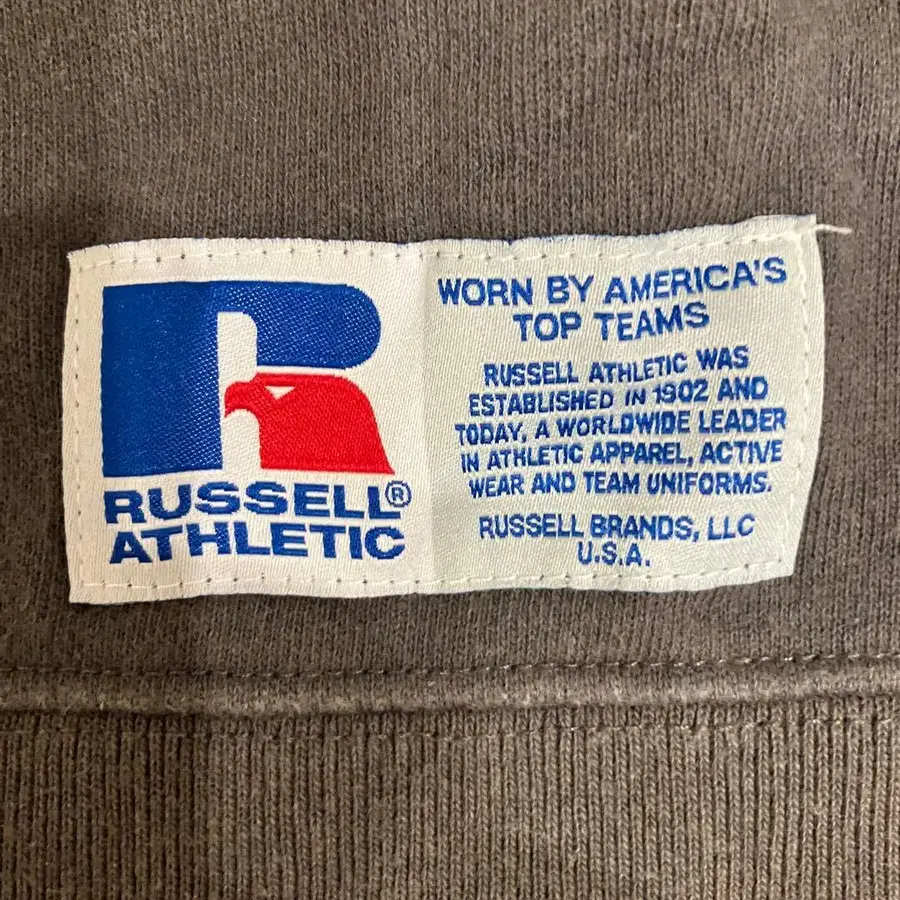 RUSSELL®
ATHLETIC
WORN BY AMERICA'S
TOP TEAMS
RUSSELL ATHLETIC WAS
ESTABLISHED IN 1902 AND
TODAY, A WORLDWIDE LEADER
IN ATHLETIC APPAREL, ACTIVE
WEAR AND TEAM UNIFORMS.
RUSSELL BRANDS, LLC
U.S.A.